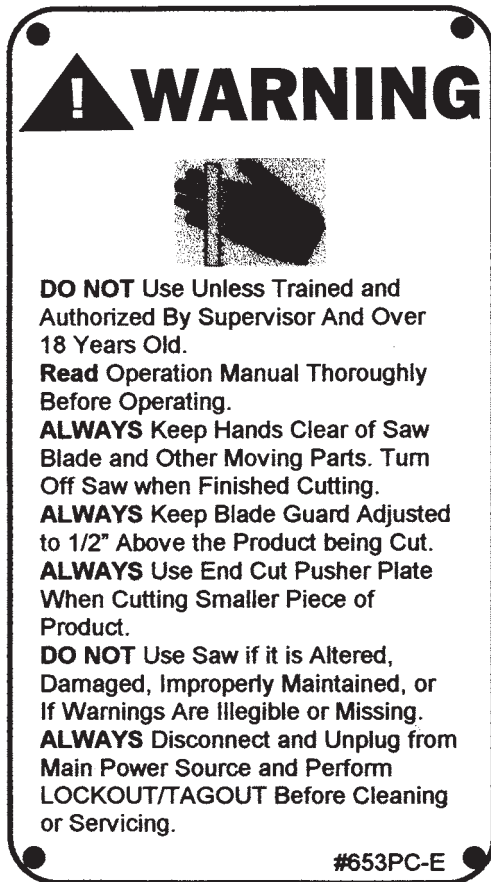 ! WARNING
DO NOT Use Unless Trained and
Authorized By Supervisor And Over
18 Years Old.
Read Operation Manual Thoroughly
Before Operating.
ALWAYS Keep Hands Clear of Saw
Blade and Other Moving Parts. Turn
Off Saw when Finished Cutting.
ALWAYS Keep Blade Guard Adjusted
to 1/2" Above the Product being Cut.
ALWAYS Use End Cut Pusher Plate
When Cutting Smaller Piece of
Product.
DO NOT Use Saw if it is Altered,
Damaged, Improperly Maintained, or
If Warnings Are Illegible or Missing.
ALWAYS Disconnect and Unplug from
Main Power Source and Perform
LOCKOUT/TAGOUT Before Cleaning
or Servicing.
#653PC-E